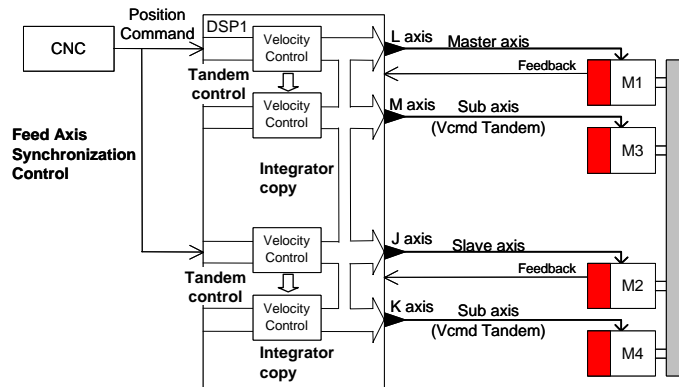 Position
Command
DSP1
CNC
Velocity
Control
L axis
Master axis
Feedback
M1
Tandem
control
Velocity
Control
M axis
Sub axis
(Vcmd Tandem)
M3
Feed Axis
Synchronization
Control
Integrator
copy
Velocity
Control
J axis
Slave axis
Feedback
M2
Tandem
control
Velocity
Control
K axis
Sub axis
(Vcmd Tandem)
M4
Integrator
copy